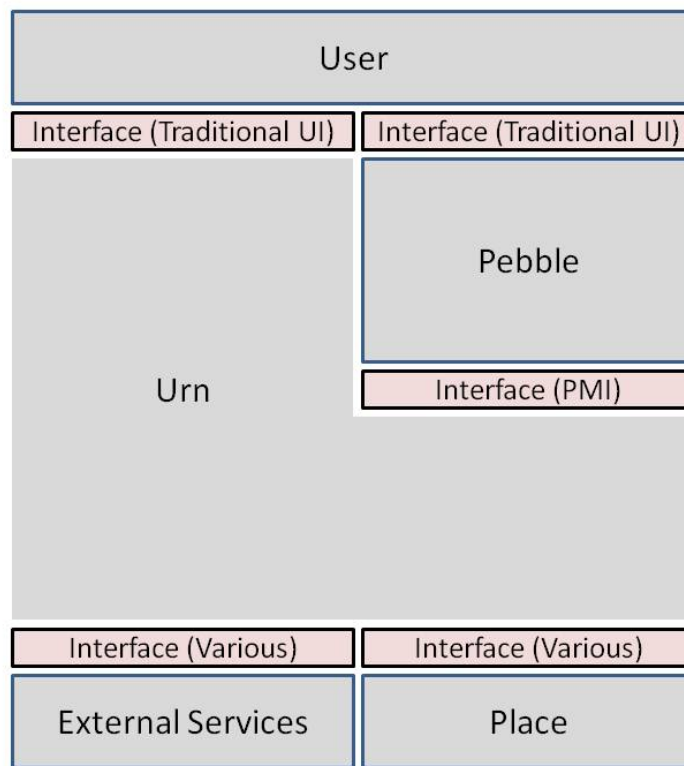 User
Interface (Traditional UI)
Interface (Traditional UI)
Pebble
Urn
Interface (PMI)
Interface (Various)
Interface (Various)
External Services
Place